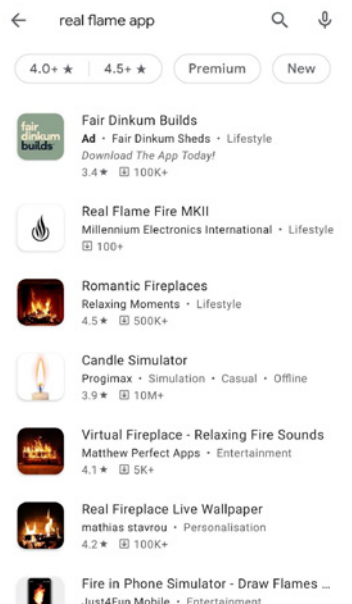 real flame app
4.0+ ★ 4.5+ ★ Premium New
fair
dinkum
builds
Fair Dinkum Builds
Ad • Fair Dinkum Sheds • Lifestyle
Download The App Today!
3.4★ 100K+
Real Flame Fire MKII
Millennium Electronics International • Lifestyle
100+
Romantic Fireplaces
Relaxing Moments • Lifestyle
4.5★ 500K+
Candle Simulator
Progimax • Simulation • Casual • Offline
3.9★ 10M+
Virtual Fireplace - Relaxing Fire Sounds
Matthew Perfect Apps • Entertainment
4.1★ 5K+
Real Fireplace Live Wallpaper
mathias stavrou • Personalisation
4.2★ 100K+
Fire in Phone Simulator - Draw Flames ...
Just4Fun Mobile • Entertainment